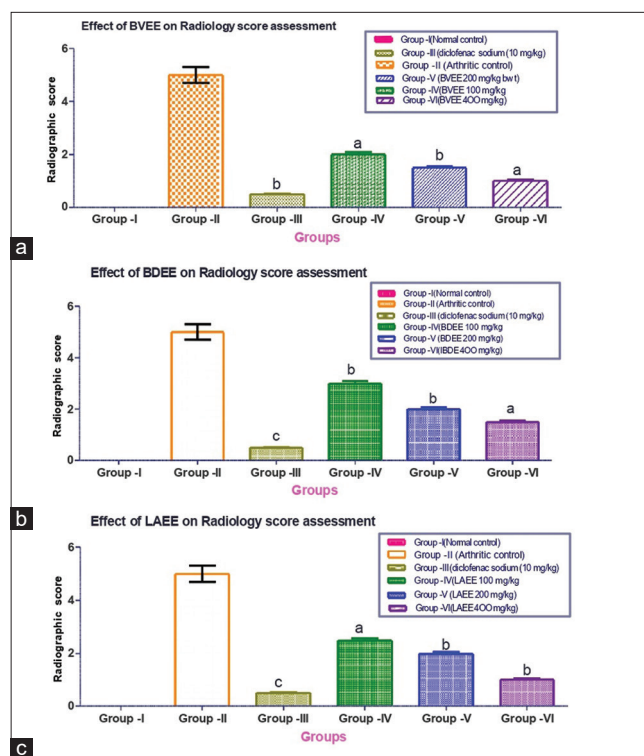 Effect of BVEE on Radiology score assessment
Group -I(Normal control)
Group -III(diclofenac sodium (10 mg/kg)
Group -II (Arthritic control)
Group -V (BVEE 200 mg/kg bwt)
Group -IV(BVEE 100 mg/kg
Group -VI(BVEE 4OO mg/kg)
Radiographic score
6
4
2
0
a
b
b
a
Group -I
Group -II
Group -III
Group -IV
Group -V
Group -VI
Groups
a
Effect of BDEE on Radiology score assessment
Group -I(Normal control)
Group -II (Arthritic control)
Group -III (diclofenac sodium (10 mg/kg)
Group -IV(BDEE 100 mg/kg
Group -V (BDEE 200 mg/kg)
Group -VI(IBDE 4OO mg/kg)
Radiographic score
6
4
2
0
c
b
b
a
Group -I
Group -II
Group -III
Group -IV
Group -V
Group -VI
Groups
b
Effect of LAEE on Radiology score assessment
Group -I(Normal control)
Group -II (Arthritic control)
Group -III(diclofenac sodium (10 mg/kg)
Group -IV(LAEE 100 mg/kg
Group -V (LAEE 200 mg/kg)
Group -VI(LAEE 4OO mg/kg)
Radiographic score
6
4
2
0
c
a
b
b
Group -I
Group -II
Group -III
Group -IV
Group -V
Group -VI
Groups
c